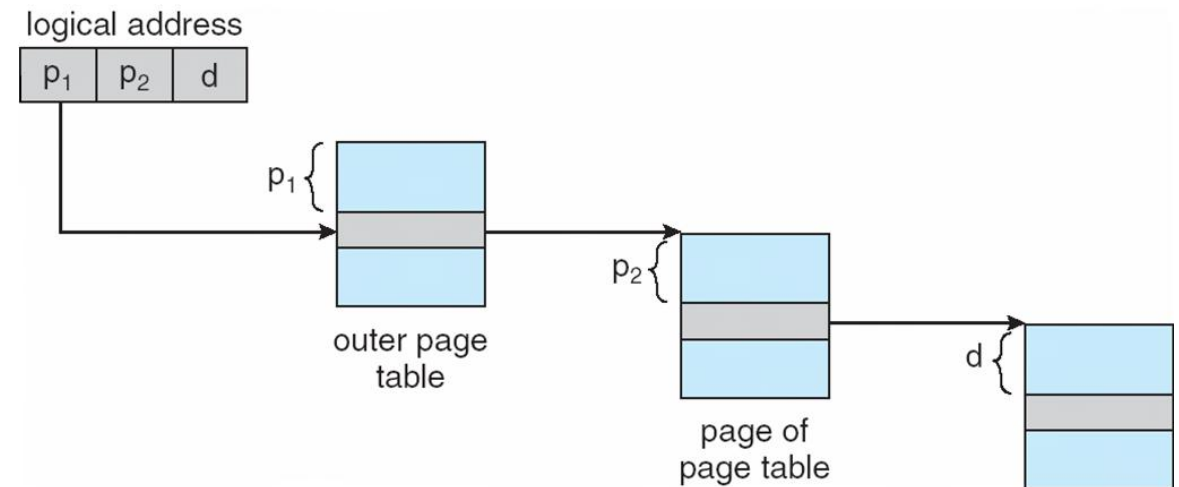 logical address
p₁ p₂ d
p₁
outer page
table
p₂
page of
page table
d